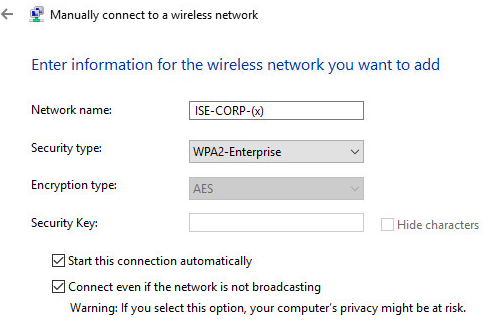 Manually connect to a wireless network
Enter information for the wireless network you want to add
Network name: ISE-CORP-(x)
Security type: WPA2-Enterprise
Encryption type: AES
Security Key: Hide characters
Start this connection automatically
Connect even if the network is not broadcasting
Warning: If you select this option, your computer's privacy might be at risk.